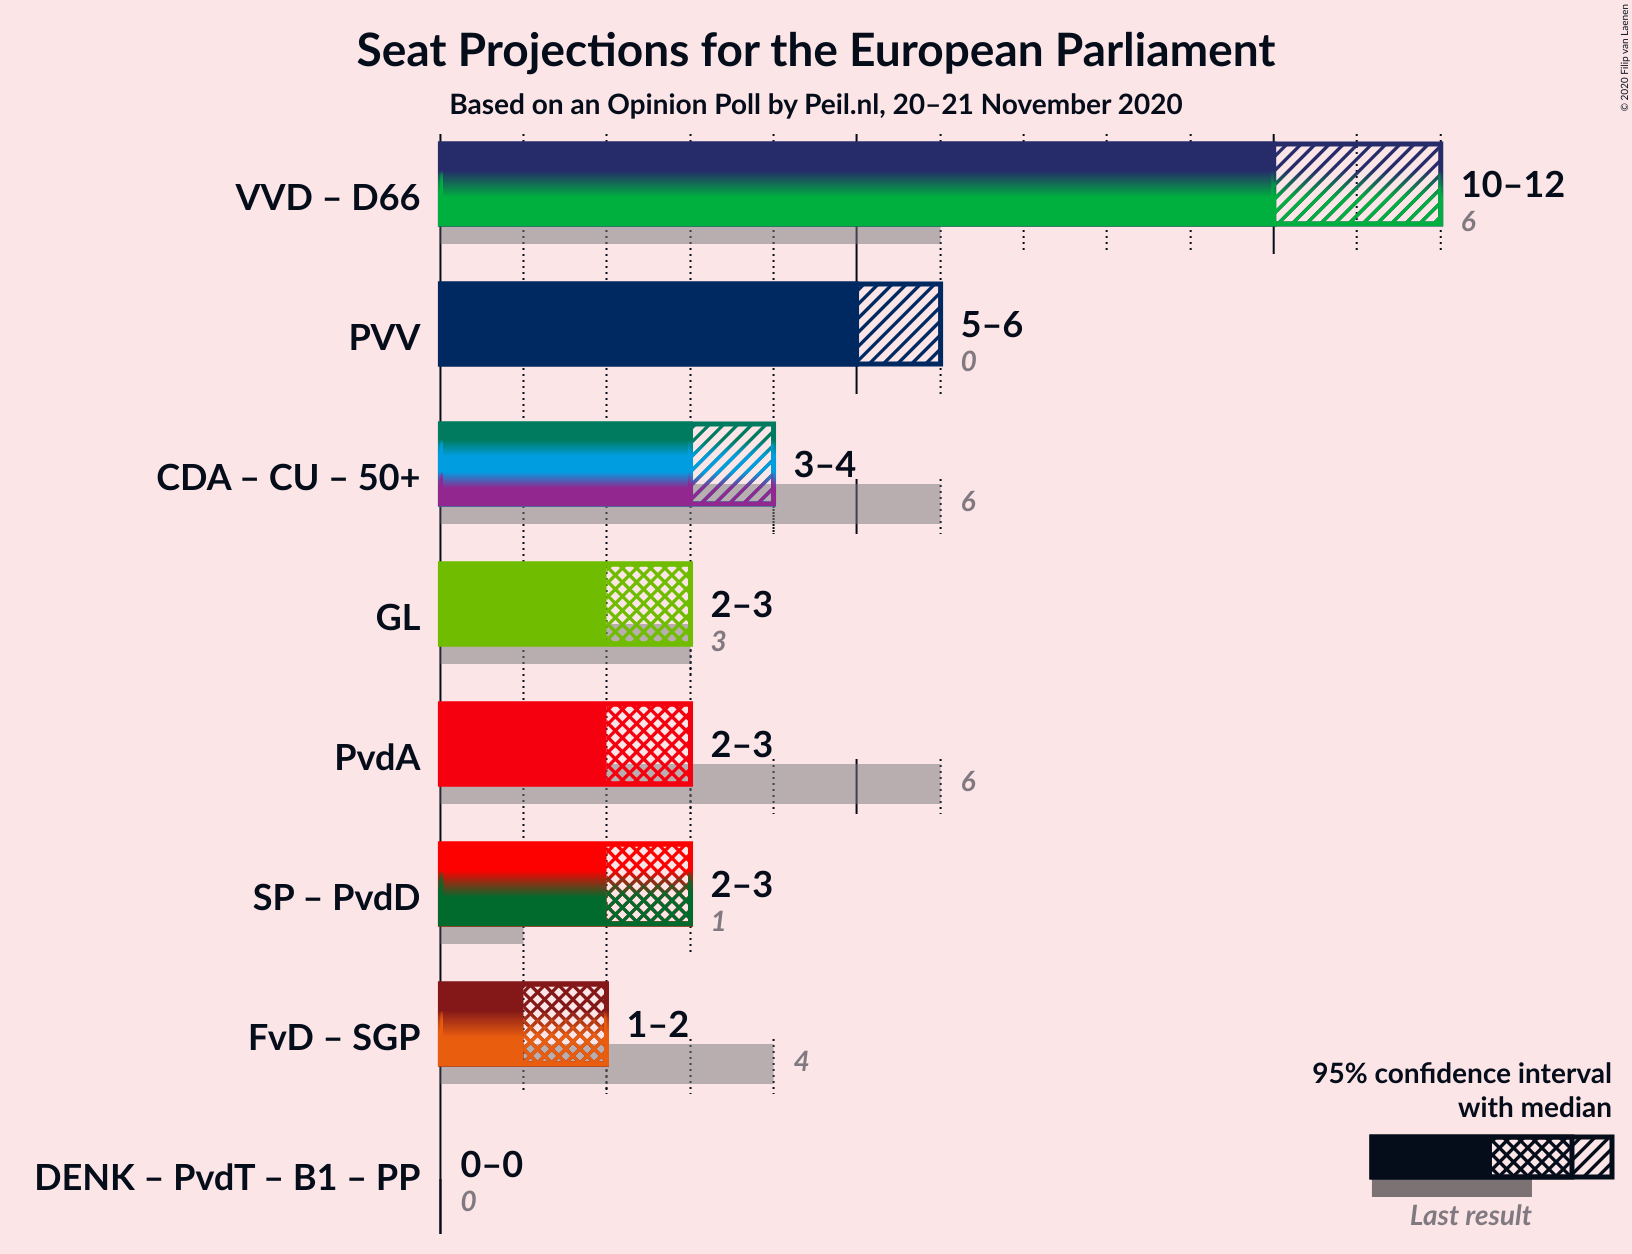 Seat Projections for the European Parliament
Based on an Opinion Poll by Peil.nl, 20–21 November 2020
© 2020 Filip van Laenen
VVD – D66
10–12
6
PVV
5–6
0
CDA – CU – 50+
3–4
6
GL
2–3
3
PvdA
2–3
6
SP – PvdD
2–3
1
FvD – SGP
1–2
4
DENK – PvdT – B1 – PP
0–0
0
95% confidence interval
with median
Last result